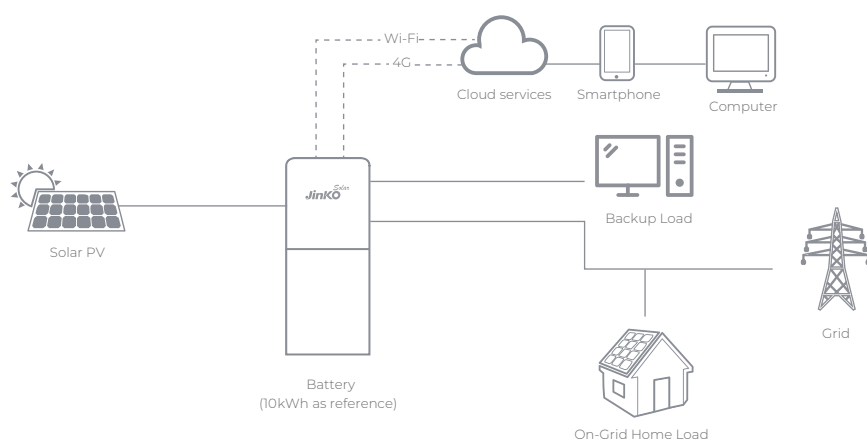 Wi-Fi
4G
Cloud services
Smartphone
Computer
Solar
JinKO
Backup Load
Solar PV
Grid
Battery
(10kWh as reference)
On-Grid Home Load